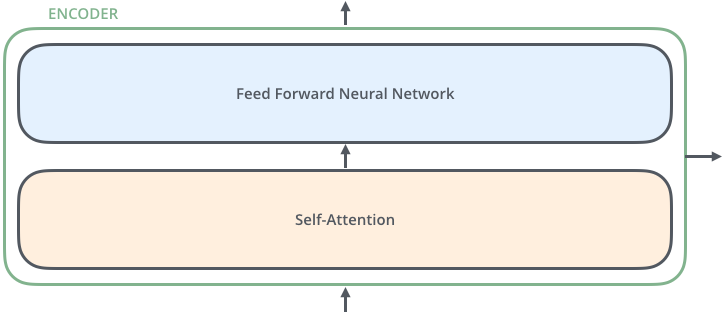 ENCODER
Feed Forward Neural Network
Self-Attention